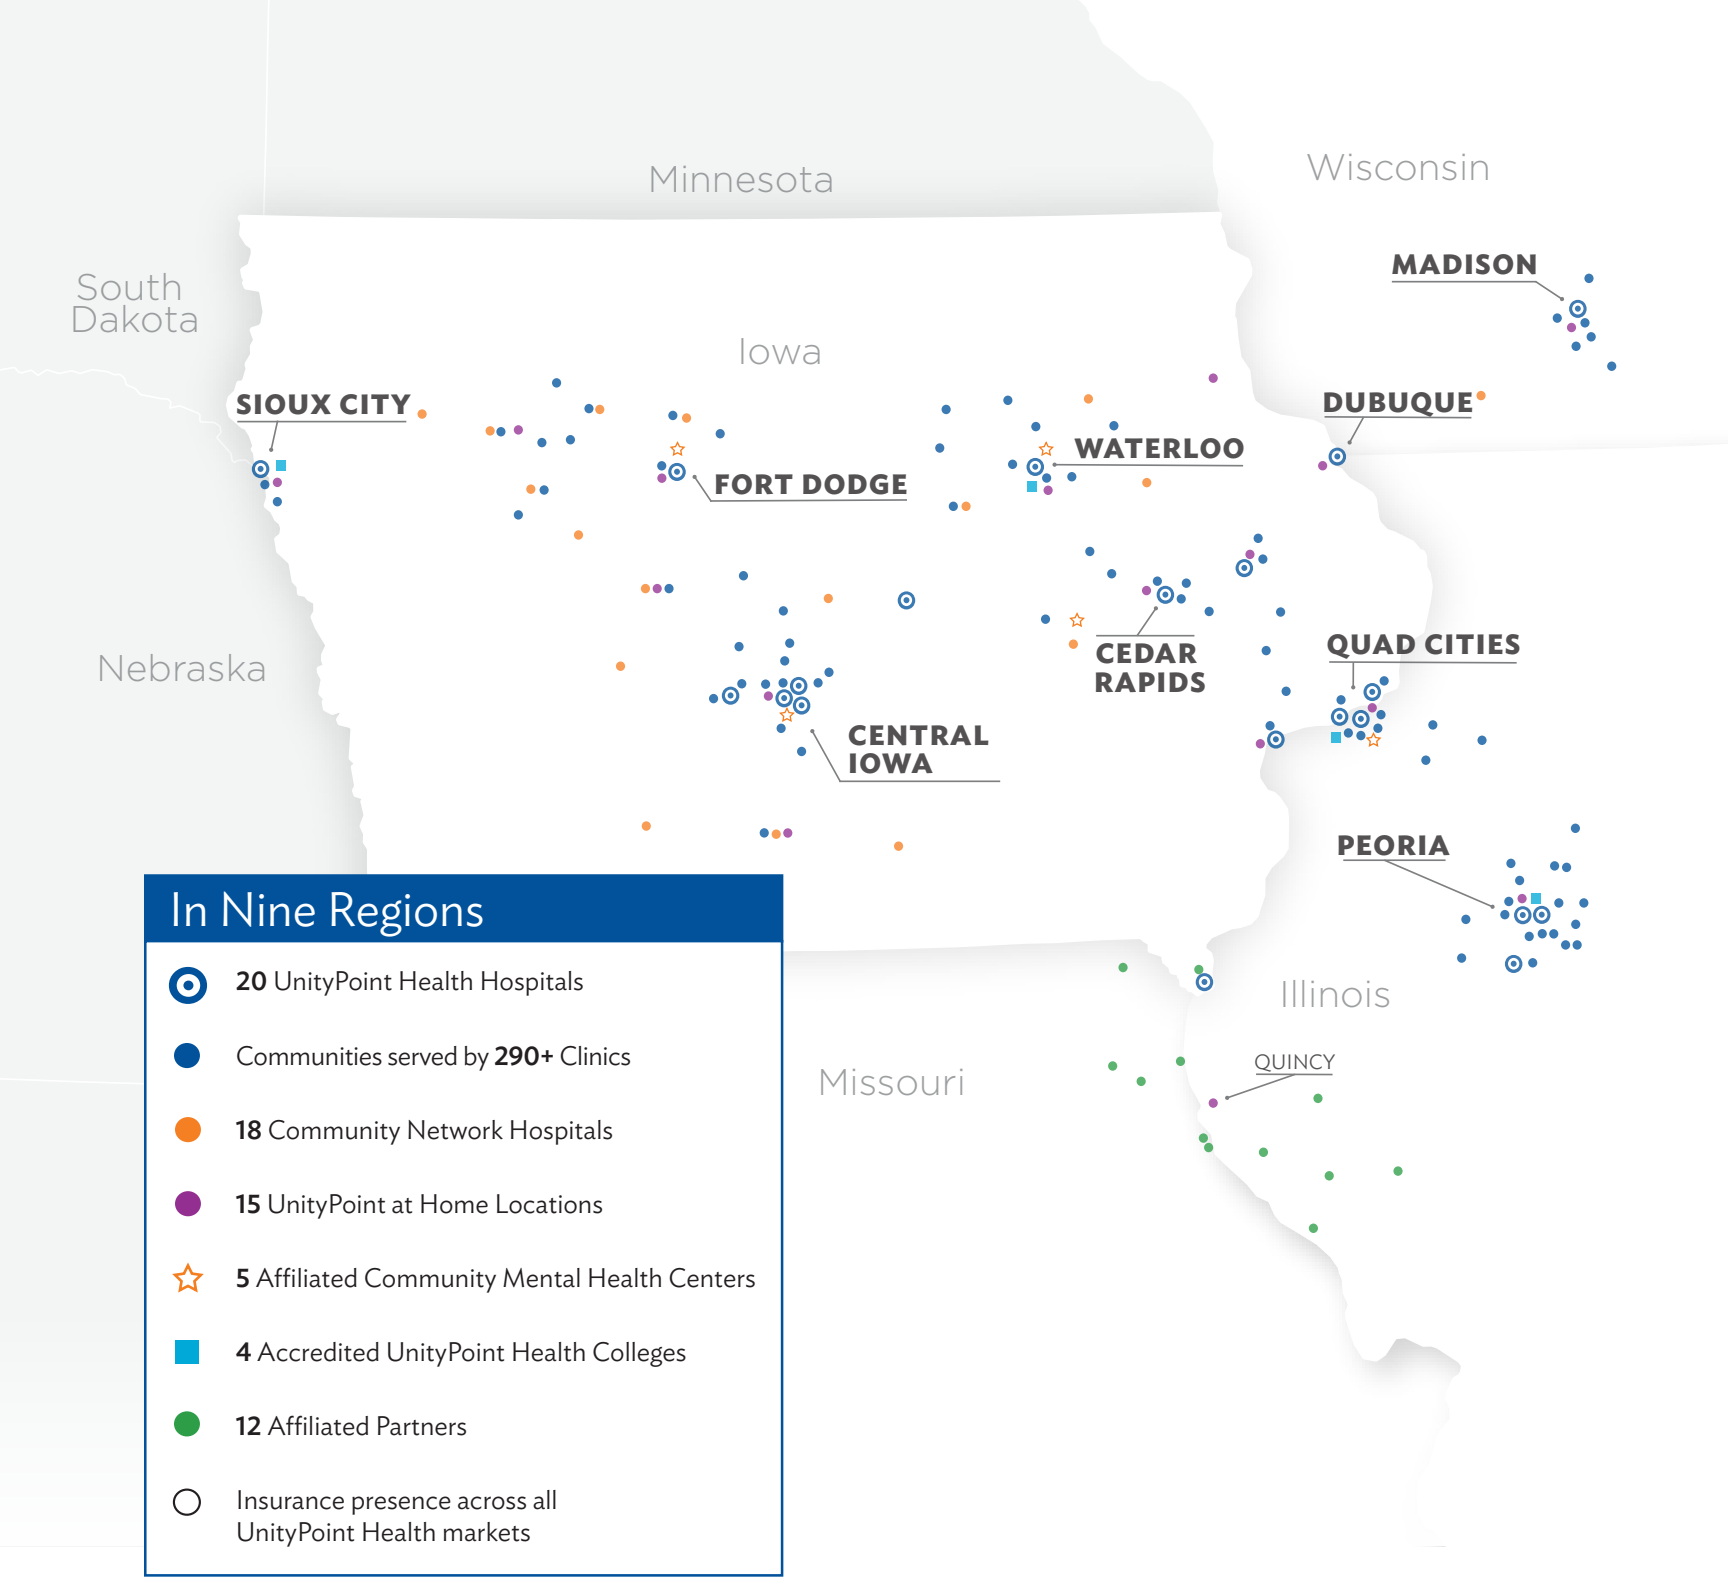 Minnesota
Wisconsin
MADISON
South
Dakota
Iowa
SIOUX CITY
DUBUQUE
WATERLOO
FORT DODGE
Nebraska
CEDAR
RAPIDS
QUAD CITIES
CENTRAL
IOWA
PEORIA
In Nine Regions
20 UnityPoint Health Hospitals
Communities served by 290+ Clinics
18 Community Network Hospitals
15 UnityPoint at Home Locations
5 Affiliated Community Mental Health Centers
4 Accredited UnityPoint Health Colleges
12 Affiliated Partners
Insurance presence across all
UnityPoint Health markets
Illinois
QUINCY
Missouri